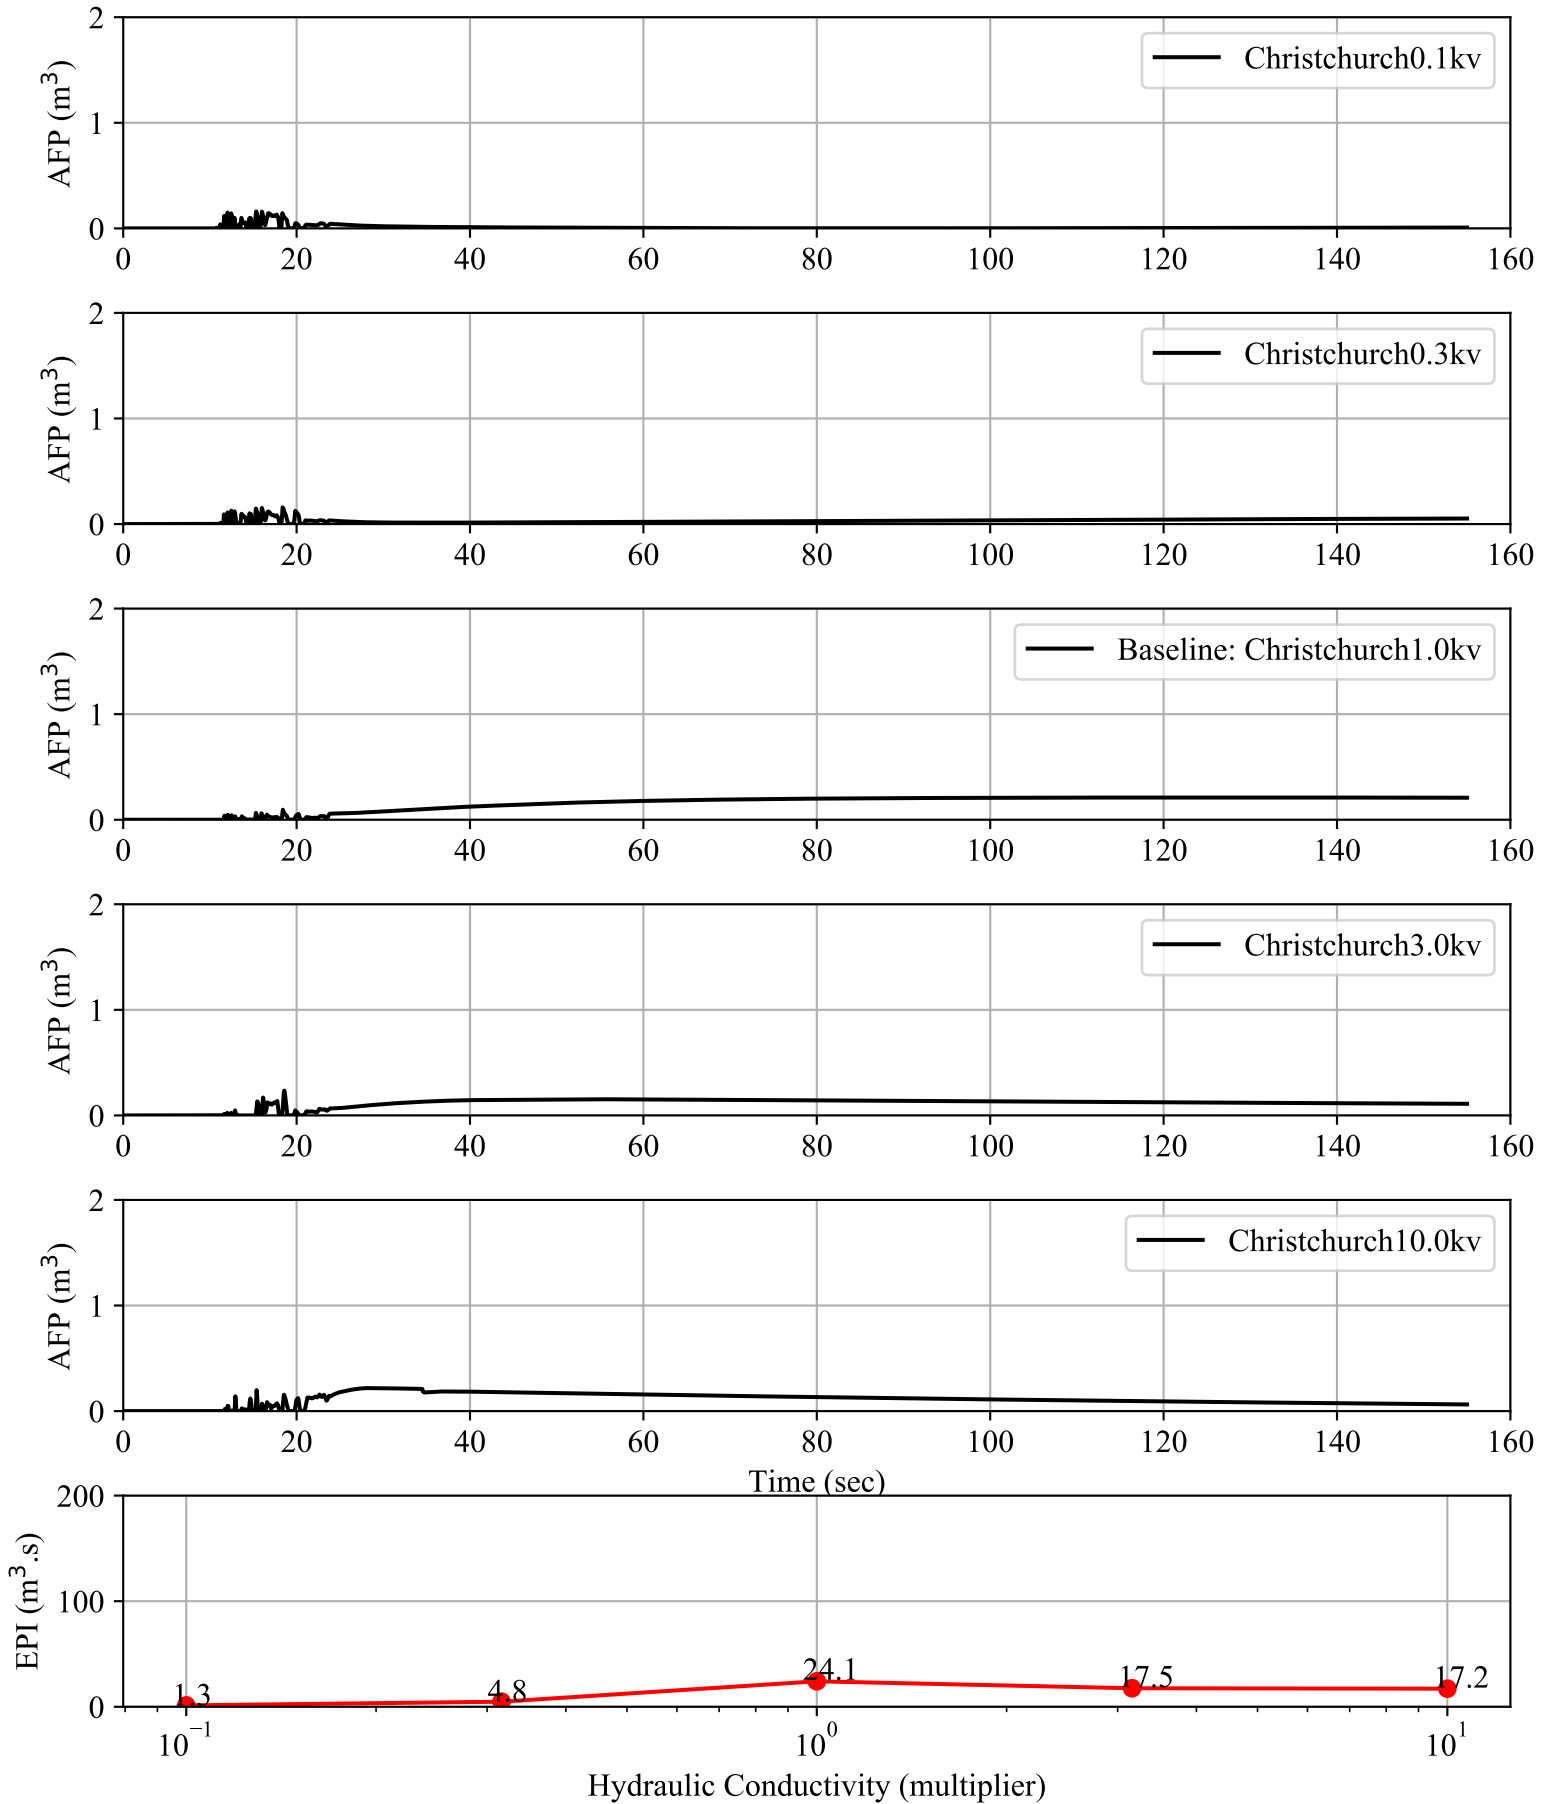 2
1
0
AFP (m³)
Christchurch0.1kv
0 20 40 60 80 100 120 140 160
2
1
0
AFP (m³)
Christchurch0.3kv
0 20 40 60 80 100 120 140 160
2
1
0
AFP (m³)
Baseline: Christchurch1.0kv
0 20 40 60 80 100 120 140 160
2
1
0
AFP (m³)
Christchurch3.0kv
0 20 40 60 80 100 120 140 160
2
1
0
AFP (m³)
Christchurch10.0kv
0 20 40 60 80 100 120 140 160
Time (sec)
200
100
0
EPI (m³.s)
1.3 4.8 24.1 17.5 17.2
10⁻¹ 10⁰ 10¹
Hydraulic Conductivity (multiplier)